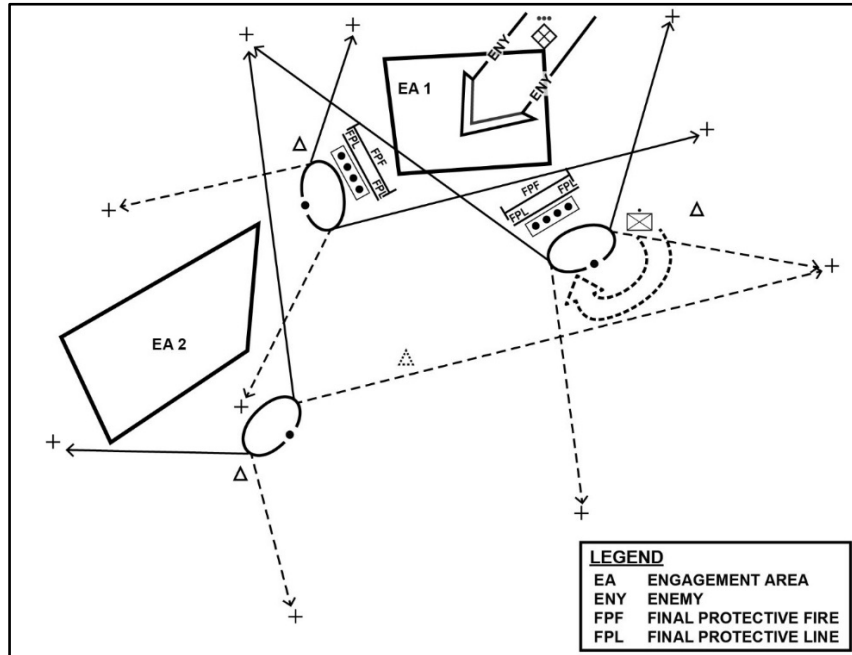 ENY
EA 1
ENY
FPL
FPF
FPL
FPF
FPL
FPL
EA 2
LEGEND
EA ENGAGEMENT AREA
ENY ENEMY
FPF FINAL PROTECTIVE FIRE
FPL FINAL PROTECTIVE LINE